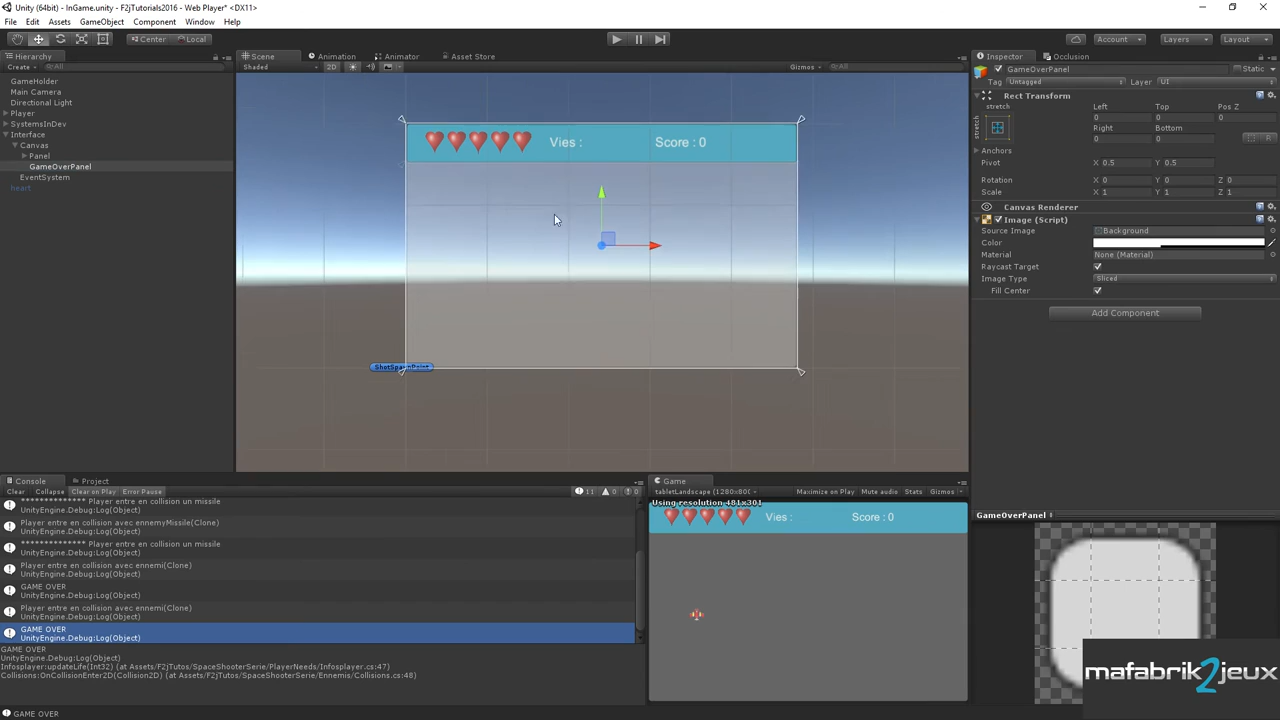 Unity (64bit) - InGame.unity - F2jTutorials2016 - Web Player* <DX11>
File Edit Assets GameObject Component Window Help
Center Local Account Layers Layout
Hierarchy Scene Animation Animator Asset Store Inspector Occlusion
Create All Shaded 2D Gizmos All GameOverPanel Static
GameHolder
Tag Untagged Layer UI
Main Camera
Rect Transform
Directional Light
Left Top Pos Z
Player
stretch 0 0 0
SystemsInDev
stretch Right Bottom
Interface
0 0 R
Canvas Vies : Score : 0
Anchors
Panel
Pivot X 0.5 Y 0.5
GameOverPanel
EventSystem
Rotation X 0 Y 0 Z 0
heart
Scale X 1 Y 1 Z 1
Canvas Renderer
Image (Script)
Source Image Background
Color
Material None (Material)
Raycast Target
Image Type Sliced
Fill Center
Add Component
ShotSpawnPoint
Console Project Game
Clear Collapse Clear on Play Error Pause 11 0 0 tabletLandscape (1280x80 Maximize on Play Mute audio Stats Gizmos
************** Player entre en collision un missile
UnityEngine.Debug:Log(Object)
Player entre en collision avec ennemyMissile(Clone)
UnityEngine.Debug:Log(Object)
************** Player entre en collision un missile
UnityEngine.Debug:Log(Object)
Player entre en collision avec ennemi(Clone)
UnityEngine.Debug:Log(Object)
GAME OVER
UnityEngine.Debug:Log(Object)
Player entre en collision avec ennemi(Clone)
UnityEngine.Debug:Log(Object)
GAME OVER
UnityEngine.Debug:Log(Object)
GAME OVER
UnityEngine.Debug:Log(Object)
Infosplayer:updateLife(Int32) (at Assets/F2jTutos/SpaceShooterSerie/PlayerNeeds/Infosplayer.cs:47)
Collisions:OnCollisionEnter2D(Collision2D) (at Assets/F2jTutos/SpaceShooterSerie/Ennemis/Collisions.cs:48)
GAME OVER
Using resolution 481x301
Vies : Score : 0
GameOverPanel
mafabrik2jeux